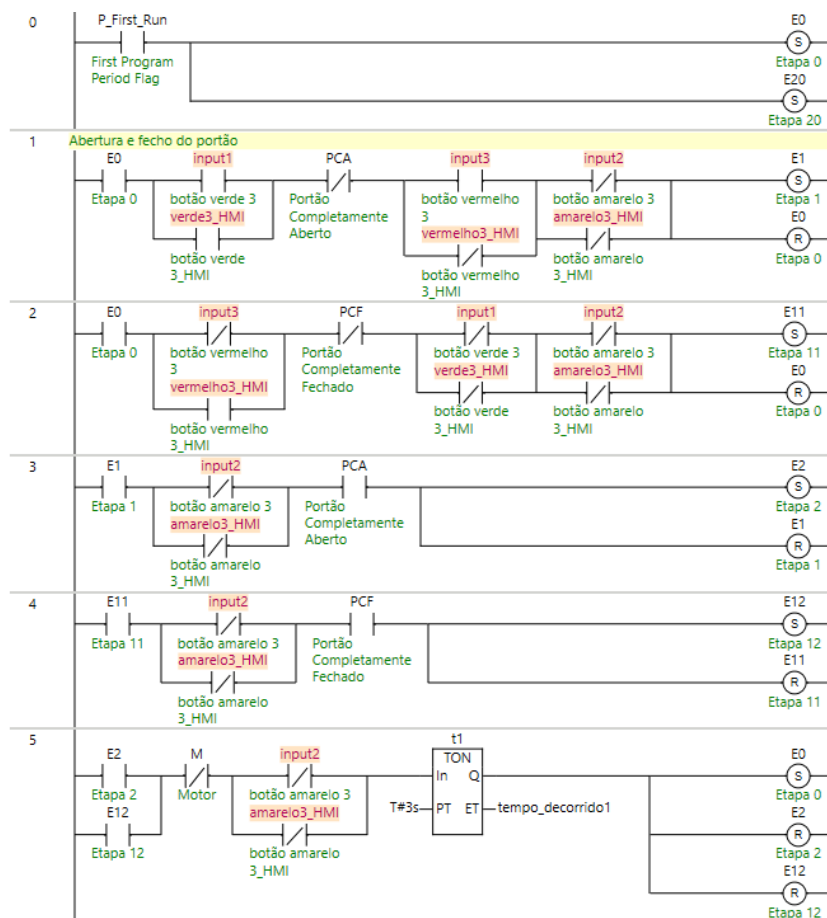 0
P_First_Run
E0
S
First Program
Period Flag
Etapa 0
E20
S
Etapa 20
1
Abertura e fecho do portão
E0
input1
PCA
input3
input2
E1
S
Etapa 0
botão verde 3
Portão
Completamente
Aberto
botão vermelho
3
botão amarelo 3
Etapa 1
verde3_HMI
vermelho3_HMI
amarelo3_HMI
E0
R
botão verde
3_HMI
botão vermelho
3_HMI
botão amarelo
3_HMI
Etapa 0
2
E0
input3
PCF
input1
input2
E11
S
Etapa 0
botão vermelho
3
Portão
Completamente
Fechado
botão verde 3
botão amarelo 3
Etapa 11
vermelho3_HMI
verde3_HMI
amarelo3_HMI
E0
R
botão vermelho
3_HMI
botão verde
3_HMI
botão amarelo
3_HMI
Etapa 0
3
E1
input2
PCA
E2
S
Etapa 1
botão amarelo 3
Portão
Completamente
Aberto
Etapa 2
amarelo3_HMI
E1
R
botão amarelo
3_HMI
Etapa 1
4
E11
input2
PCF
E12
S
Etapa 11
botão amarelo 3
Portão
Completamente
Fechado
Etapa 12
amarelo3_HMI
E11
R
botão amarelo
3_HMI
Etapa 11
5
E2
M
input2
t1
TON
In Q
E0
S
Etapa 2
Motor
botão amarelo 3
Etapa 0
E12
amarelo3_HMI
T#3s
PT ET
tempo_decorrido1
E2
R
Etapa 12
botão amarelo
3_HMI
Etapa 2
E12
R
Etapa 12